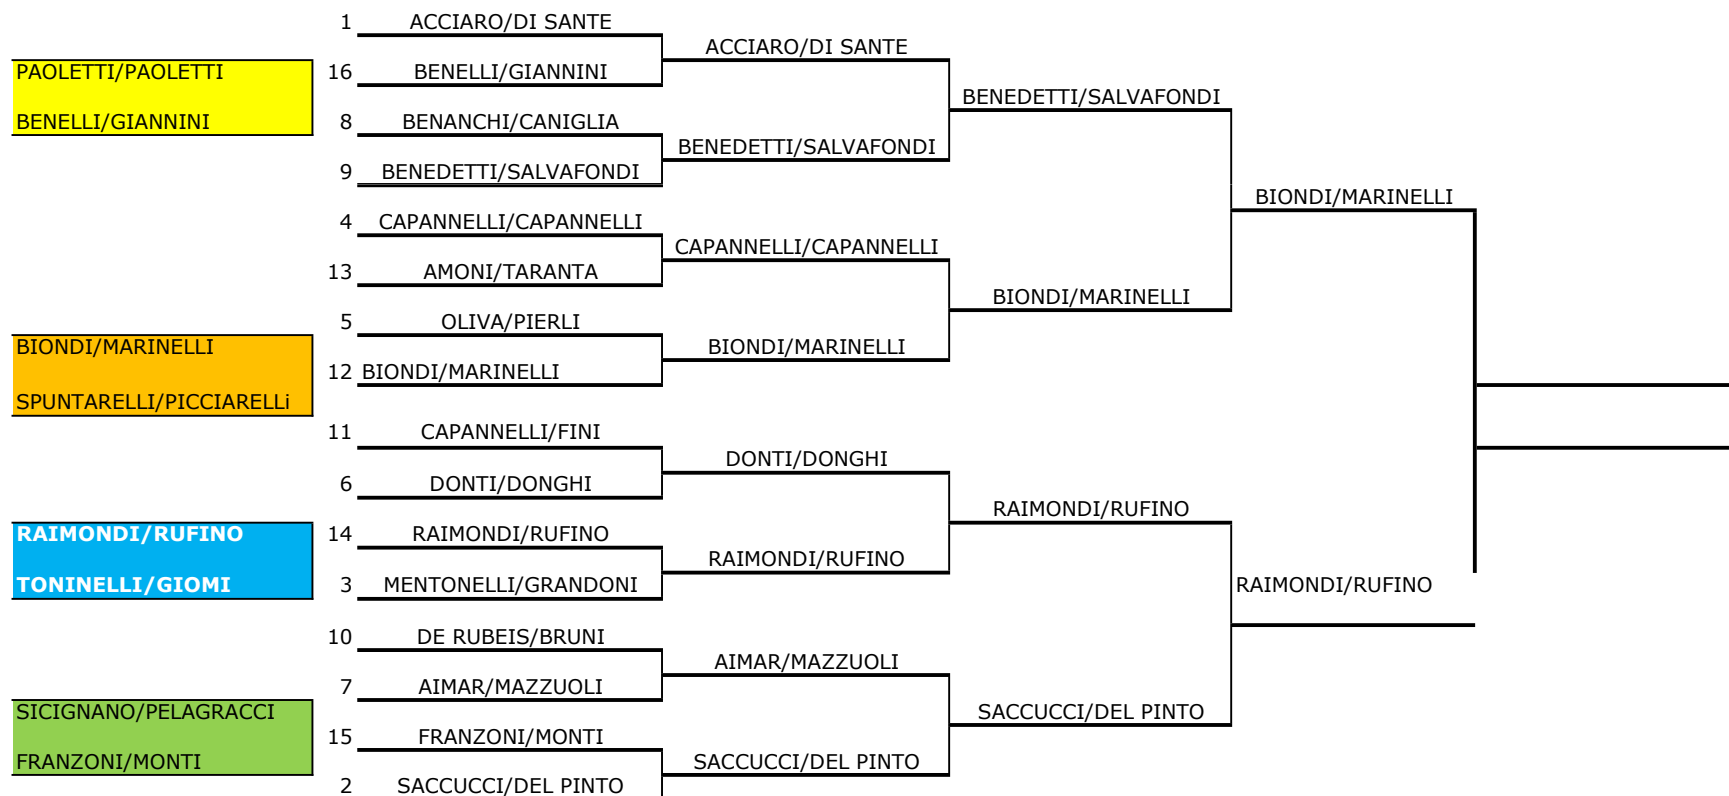 PAOLETTI/PAOLETTI
BENELLI/GIANNINI
BIONDI/MARINELLI
SPUNTARELLI/PICCIARELLi
RAIMONDI/RUFINO
TONINELLI/GIOMI
SICIGNANO/PELAGRACCI
FRANZONI/MONTI
1 ACCIARO/DI SANTE
16 BENELLI/GIANNINI
8 BENANCHI/CANIGLIA
9 BENEDETTI/SALVAFONDI
4 CAPANNELLI/CAPANNELLI
13 AMONI/TARANTA
5 OLIVA/PIERLI
12 BIONDI/MARINELLI
11 CAPANNELLI/FINI
6 DONTI/DONGHI
14 RAIMONDI/RUFINO
3 MENTONELLI/GRANDONI
10 DE RUBEIS/BRUNI
7 AIMAR/MAZZUOLI
15 FRANZONI/MONTI
2 SACCUCCI/DEL PINTO
ACCIARO/DI SANTE
BENEDETTI/SALVAFONDI
CAPANNELLI/CAPANNELLI
BIONDI/MARINELLI
DONTI/DONGHI
RAIMONDI/RUFINO
AIMAR/MAZZUOLI
SACCUCCI/DEL PINTO
BENEDETTI/SALVAFONDI
BIONDI/MARINELLI
RAIMONDI/RUFINO
SACCUCCI/DEL PINTO
BIONDI/MARINELLI
RAIMONDI/RUFINO